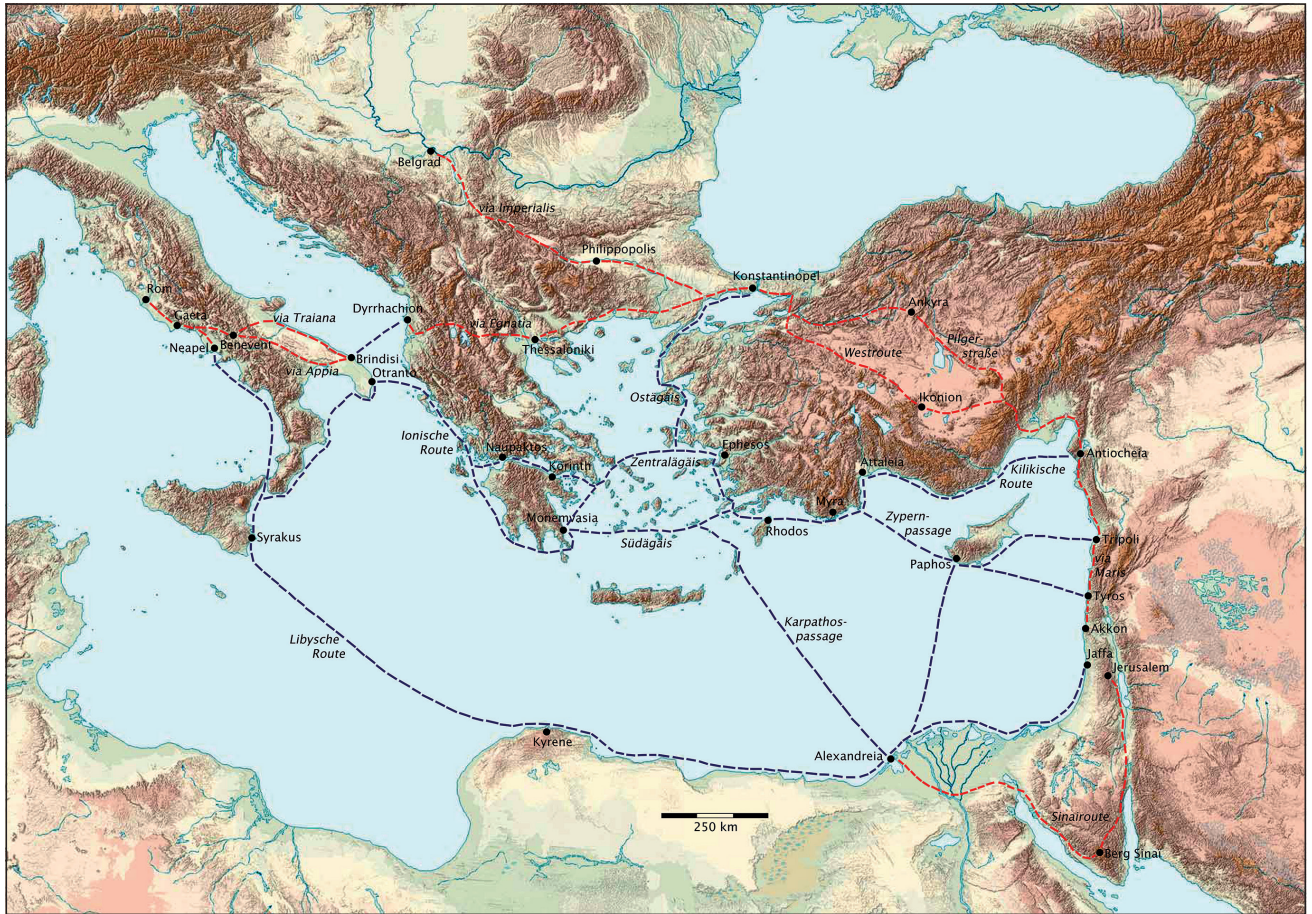 Belgrad
via Imperialis
Philippopolis
Konstantinopel
Rom
Gaeta
via Traiana
Dyrrhachion
via Egnatia
Ankyra
Neapel
Benevent
Brindisi
Thessaloniki
Westroute
Pilger-
straße
via Appia
Otranto
Ostägäis
Ikonion
Ionische
Route
Naupaktos
Korinth
Zentralägäis
Ephesos
Attaleia
Kilikische
Route
Antiocheia
Monemvasia
Myra
Zypern-
passage
Rhodos
Syrakus
Südägäis
Paphos
Tripoli
via
Maris
Tyros
Libysche
Route
Karpathos-
passage
Akkon
Jaffa
Jerusalem
Kyrene
Alexandreia
250 km
Sinairoute
Berg Sinai